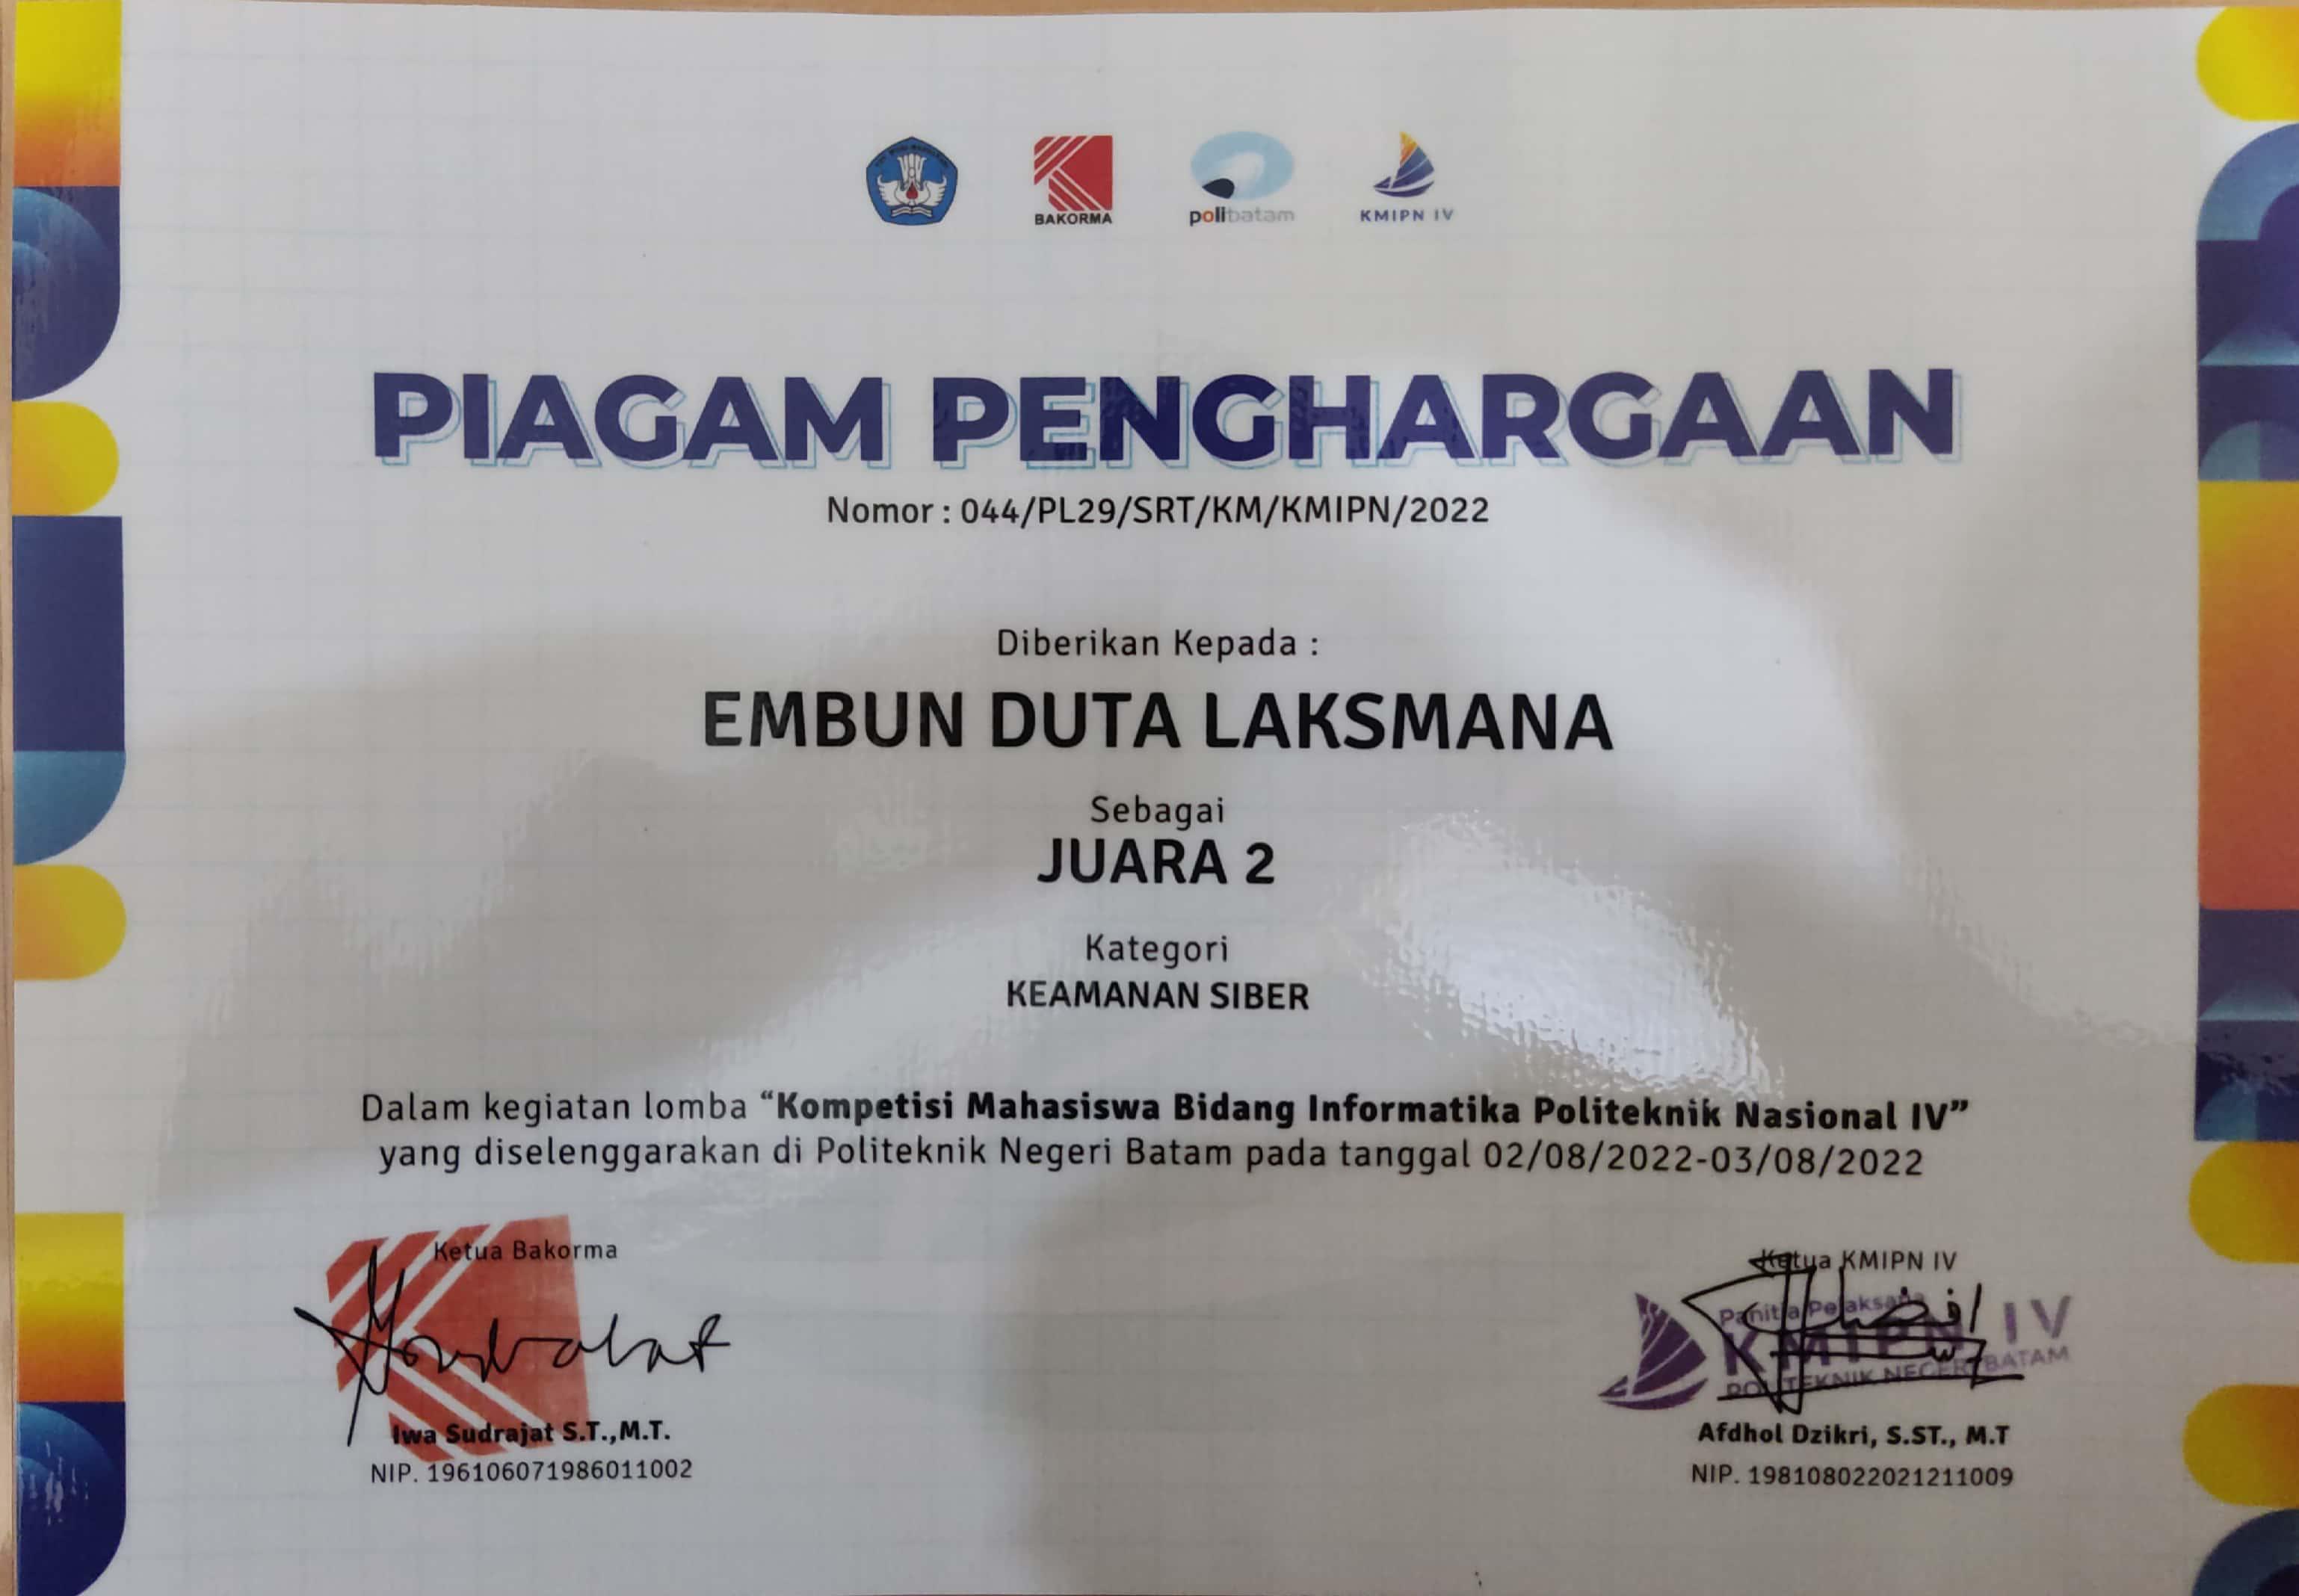 BAKORMA
polibatam
KMIPN IV
PIAGAM PENGHARGAAN
Nomor : 044/PL29/SRT/KM/KMIPN/2022
Diberikan Kepada :
EMBUN DUTA LAKSMANA
Sebagai
JUARA 2
Kategori
KEAMANAN SIBER
Dalam kegiatan lomba “Kompetisi Mahasiswa Bidang Informatika Politeknik Nasional IV”
yang diselenggarakan di Politeknik Negeri Batam pada tanggal 02/08/2022-03/08/2022
Ketua Bakorma
Iwa Sudrajat S.T.,M.T.
NIP. 196106071986011002
Ketua KMIPN IV
Panitia Pelaksana
KMIPN IV
POLITEKNIK NEGERI BATAM
Afdhol Dzikri, S.ST., M.T
NIP. 198108022021211009